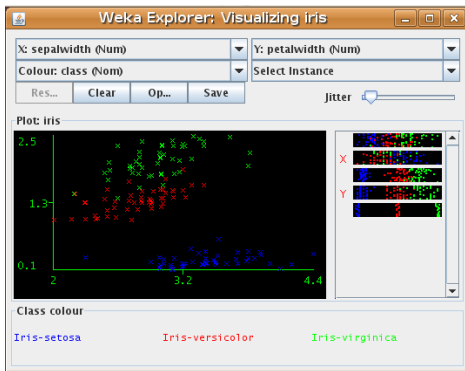 Weka Explorer: Visualizing iris
X: sepalwidth (Num) Y: petalwidth (Num)
Colour: class (Nom) Select Instance
Res... Clear Op... Save Jitter
Plot: iris
2.5
1.3
0.1
2 3.2 4.4
X
Y
Class colour
Iris-setosa Iris-versicolor Iris-virginica